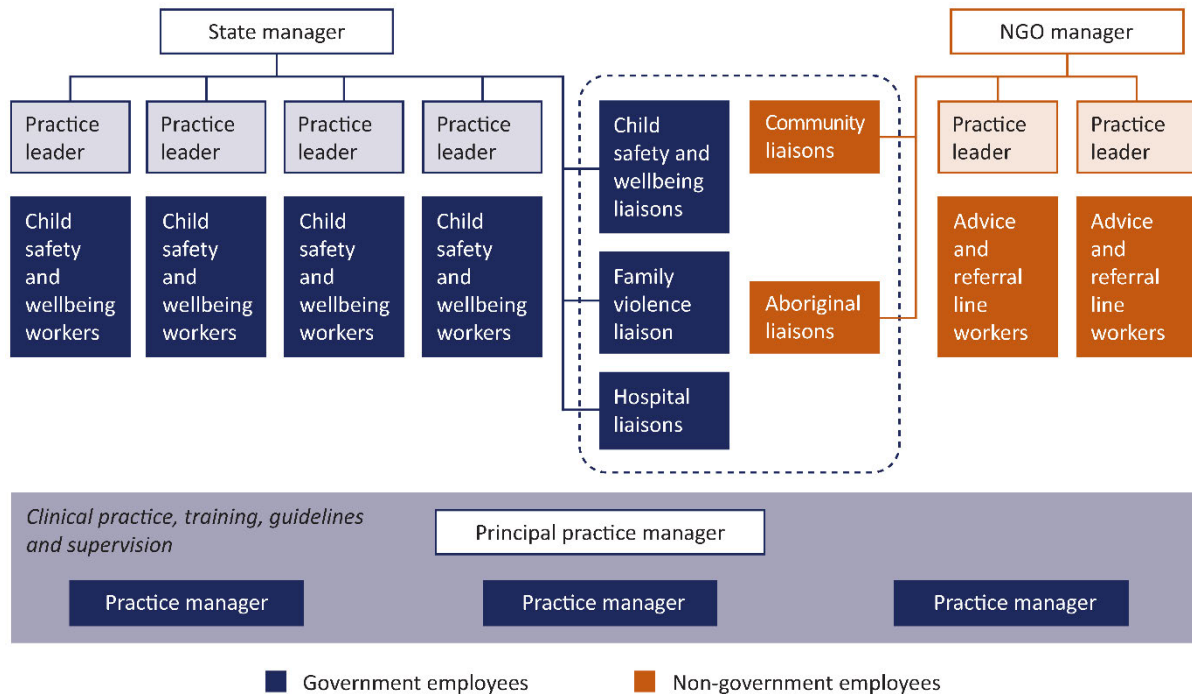 State manager
NGO manager
Practice
leader
Practice
leader
Practice
leader
Practice
leader
Child
safety and
wellbeing
liaisons
Community
liaisons
Practice
leader
Practice
leader
Child
safety
and
wellbeing
workers
Child
safety
and
wellbeing
workers
Child
safety
and
wellbeing
workers
Child
safety
and
wellbeing
workers
Family
violence
liaison
Aboriginal
liaisons
Advice
and
referral
line
workers
Advice
and
referral
line
workers
Hospital
liaisons
Clinical practice, training, guidelines
and supervision
Principal practice manager
Practice manager
Practice manager
Practice manager
Government employees
Non-government employees